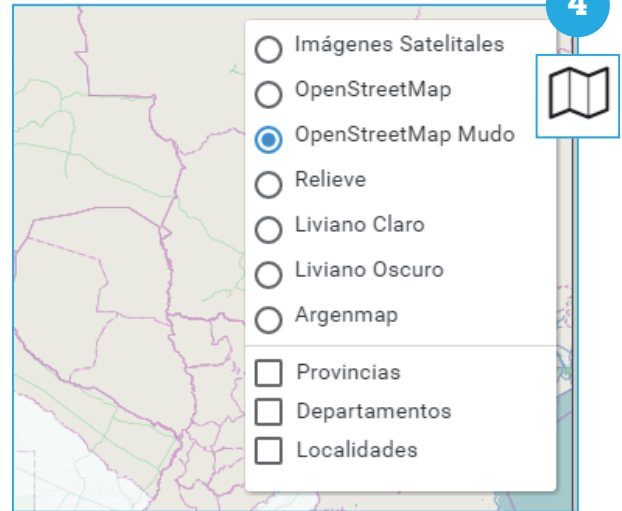 4
Imágenes Satelitales
OpenStreetMap
OpenStreetMap Mudo
Relieve
Liviano Claro
Liviano Oscuro
Argenmap
Provincias
Departamentos
Localidades